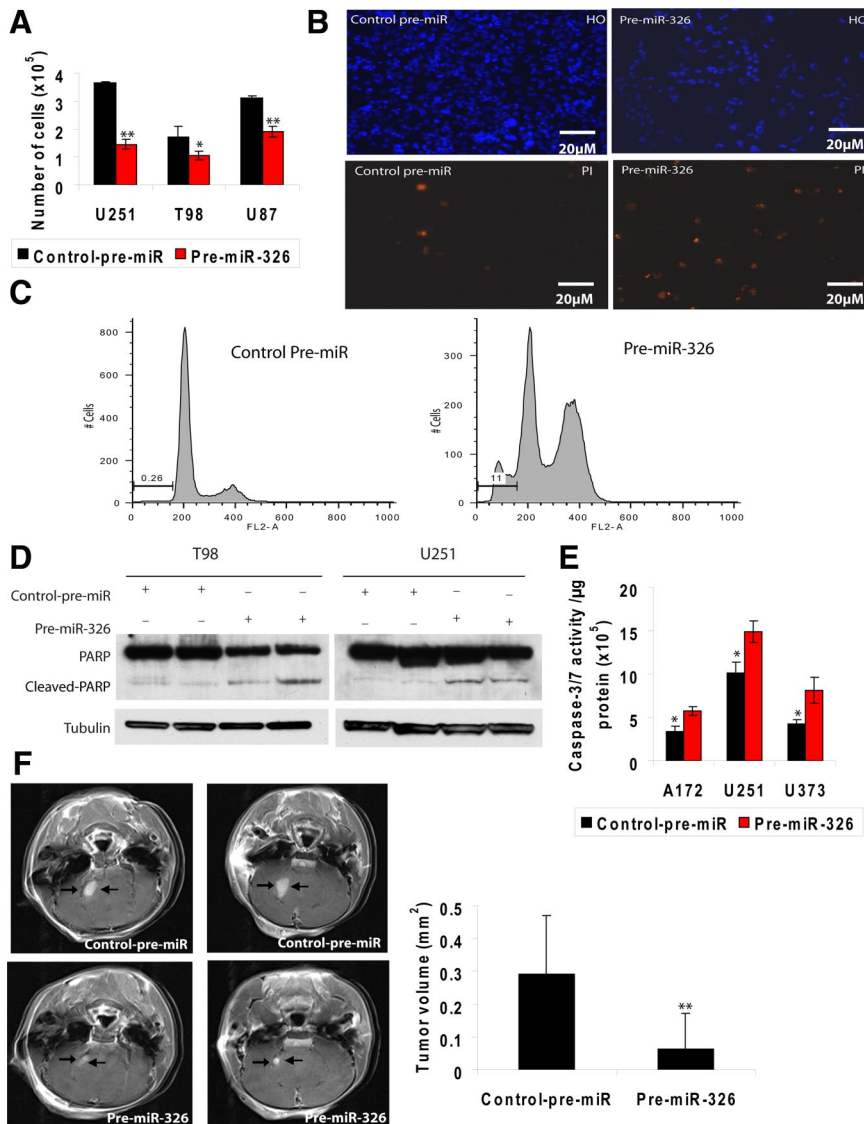 A
Number of cells (x10⁵)
4
3
2
1
0
**
*
**
U251 T98 U87
Control-pre-miR Pre-miR-326
B
Control pre-miR HO
20µM
Pre-miR-326 HO
20µM
Control pre-miR PI
20µM
Pre-miR-326 PI
20µM
C
Control Pre-miR
# Cells
800
600
400
200
0
0.26
0 200 400 600 800 1000
FL2-A
Pre-miR-326
# Cells
300
200
100
0
11
0 200 400 600 800 1000
FL2-A
D
T98 U251
Control-pre-miR + + – – + + – –
Pre-miR-326 – – + + – – + +
PARP
Cleaved-PARP
Tubulin
E
Caspase-3/7 activity /µg
protein (x10⁵)
20
15
10
5
0
*
*
*
A172 U251 U373
Control-pre-miR Pre-miR-326
F
Control-pre-miR
Control-pre-miR
Pre-miR-326
Pre-miR-326
Tumor volume (mm²)
0.5
0.4
0.3
0.2
0.1
0
**
Control-pre-miR Pre-miR-326